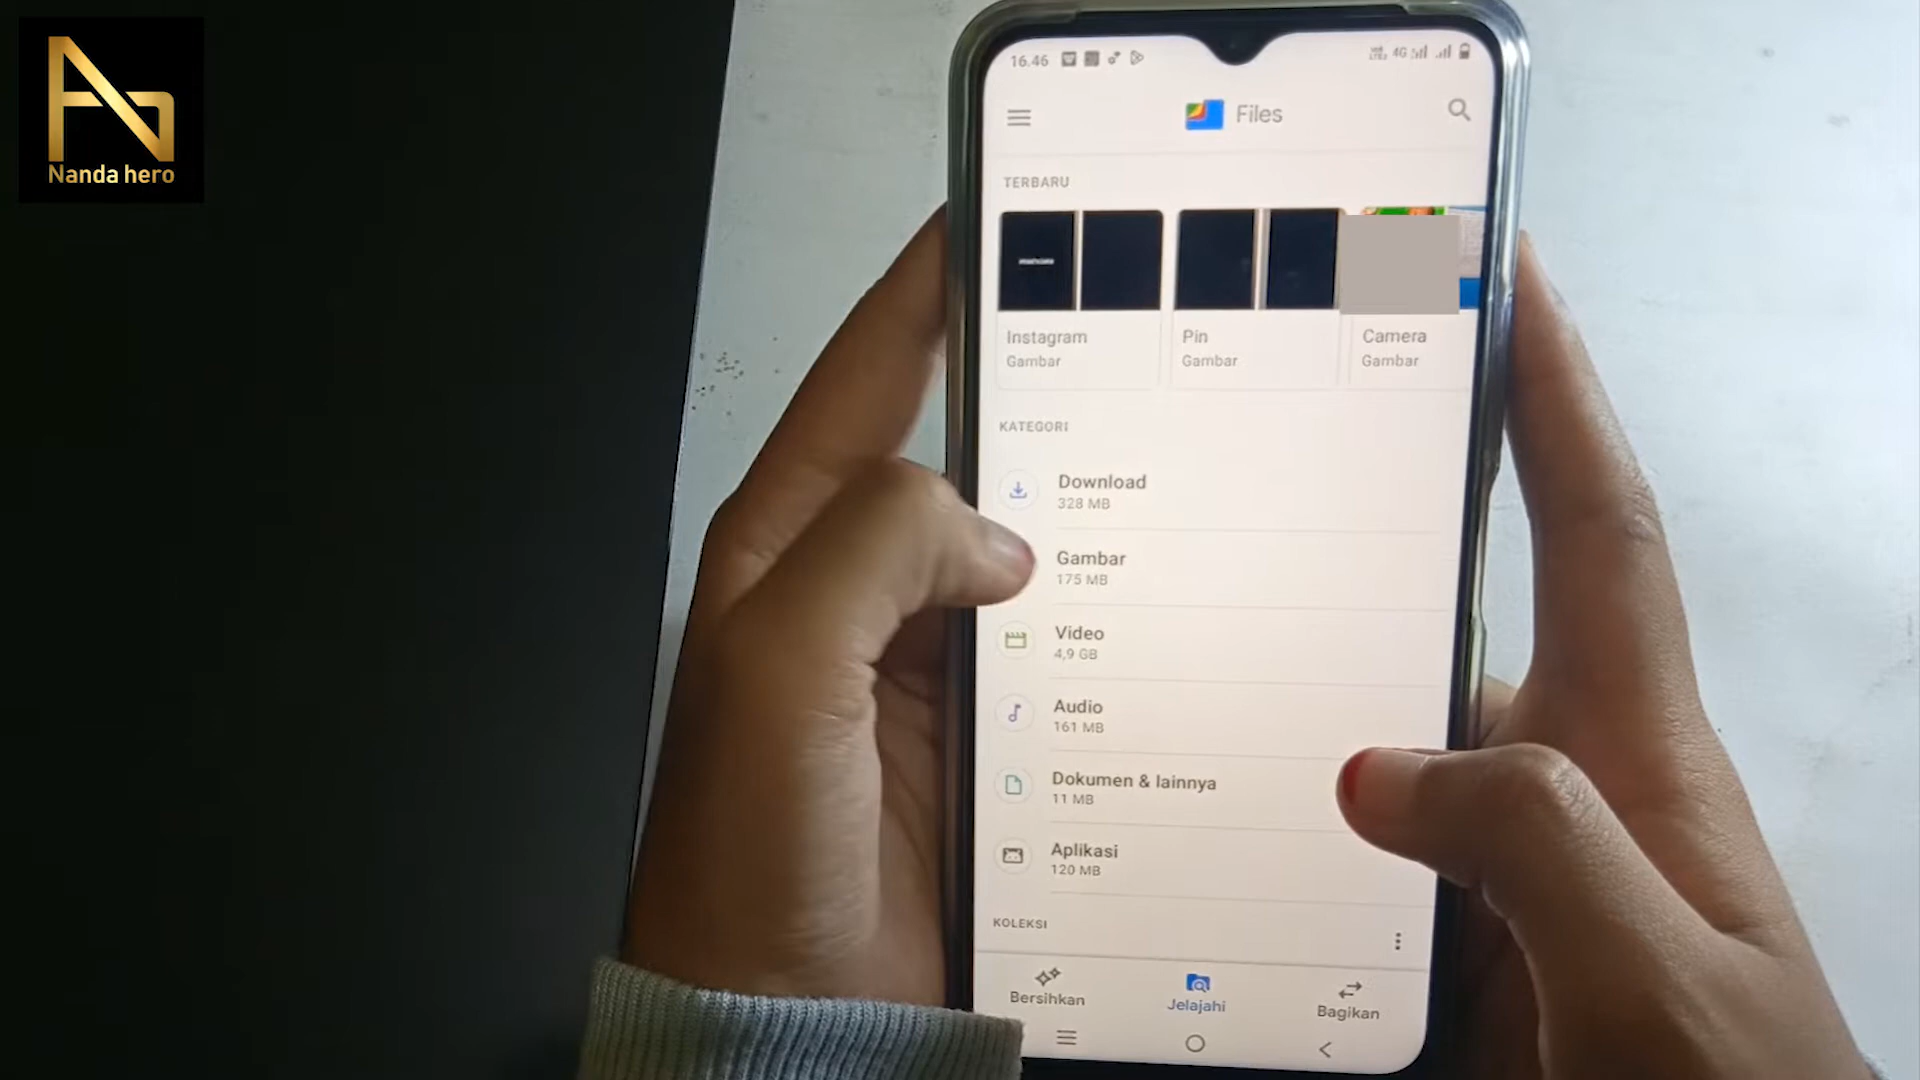 Nanda hero
16.46
4G
Files
TERBARU
Instagram
Gambar
Pin
Gambar
Camera
Gambar
KATEGORI
Download
328 MB
Gambar
175 MB
Video
4,9 GB
Audio
161 MB
Dokumen & lainnya
11 MB
Aplikasi
120 MB
KOLEKSI
Bersihkan
Jelajahi
Bagikan